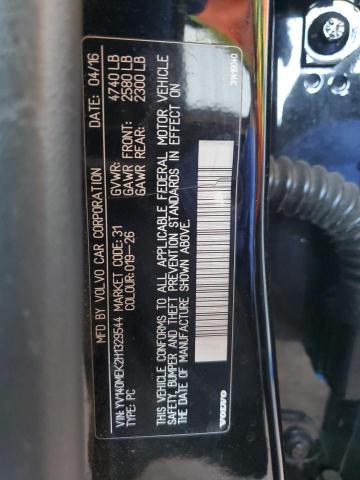 MFD. BY VOLVO CAR CORPORATION DATE: 04/16
GVWR: 4740 LB
GAWR FRONT: 2580 LB
GAWR REAR: 2300 LB
VIN: YV140MEK2H1329544 MARKET CODE: 31
TYPE: PC COLOUR: 019-26
THIS VEHICLE CONFORMS TO ALL APPLICABLE FEDERAL MOTOR VEHICLE
SAFETY, BUMPER AND THEFT PREVENTION STANDARDS IN EFFECT ON
THE DATE OF MANUFACTURE SHOWN ABOVE.
VOLVO